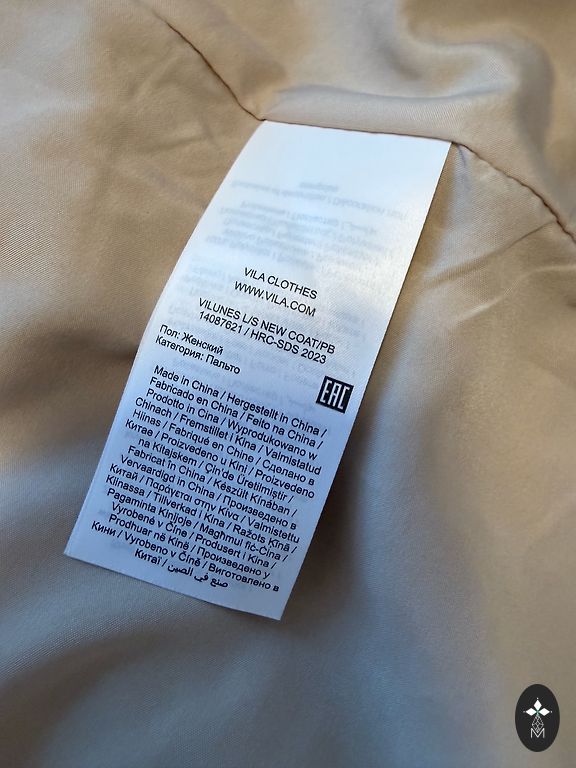 VILA CLOTHES
WWW.VILA.COM
VILUNES L/S NEW COAT/PB
14087621 / HRC-SDS 2023
Пол: Женский
Категория: Пальто
EAC
Made in China / Hergestellt in China /
Fabricado en China / Feito na China /
Prodotto in Cina / Wyprodukowano w
Chinach / Fremstillet i Kina / Valmistatud
Hiinas / Fabriqué en Chine / Сделано в
Китае / Proizvedeno u Kini / Proizvedeno
na Kitajskem / Çin'de Üretilmiştir /
Fabricat în China / Készült Kínában /
Vervaardigd in China / Произведено в
Китай / Παράγεται στην Κίνα / Valmistettu
Kiinassa / Tillverkad i Kina / Ražots Ķīnā /
Pagaminta Kinijoje / Magħmul fiċ-Ċina /
Vyrobené v Číne / Produsert i Kina /
Prodhuar në Kinë / Произведено у
Кини / Vyrobeno v Číně / Виготовлено в
Китаї / صنع في الصين